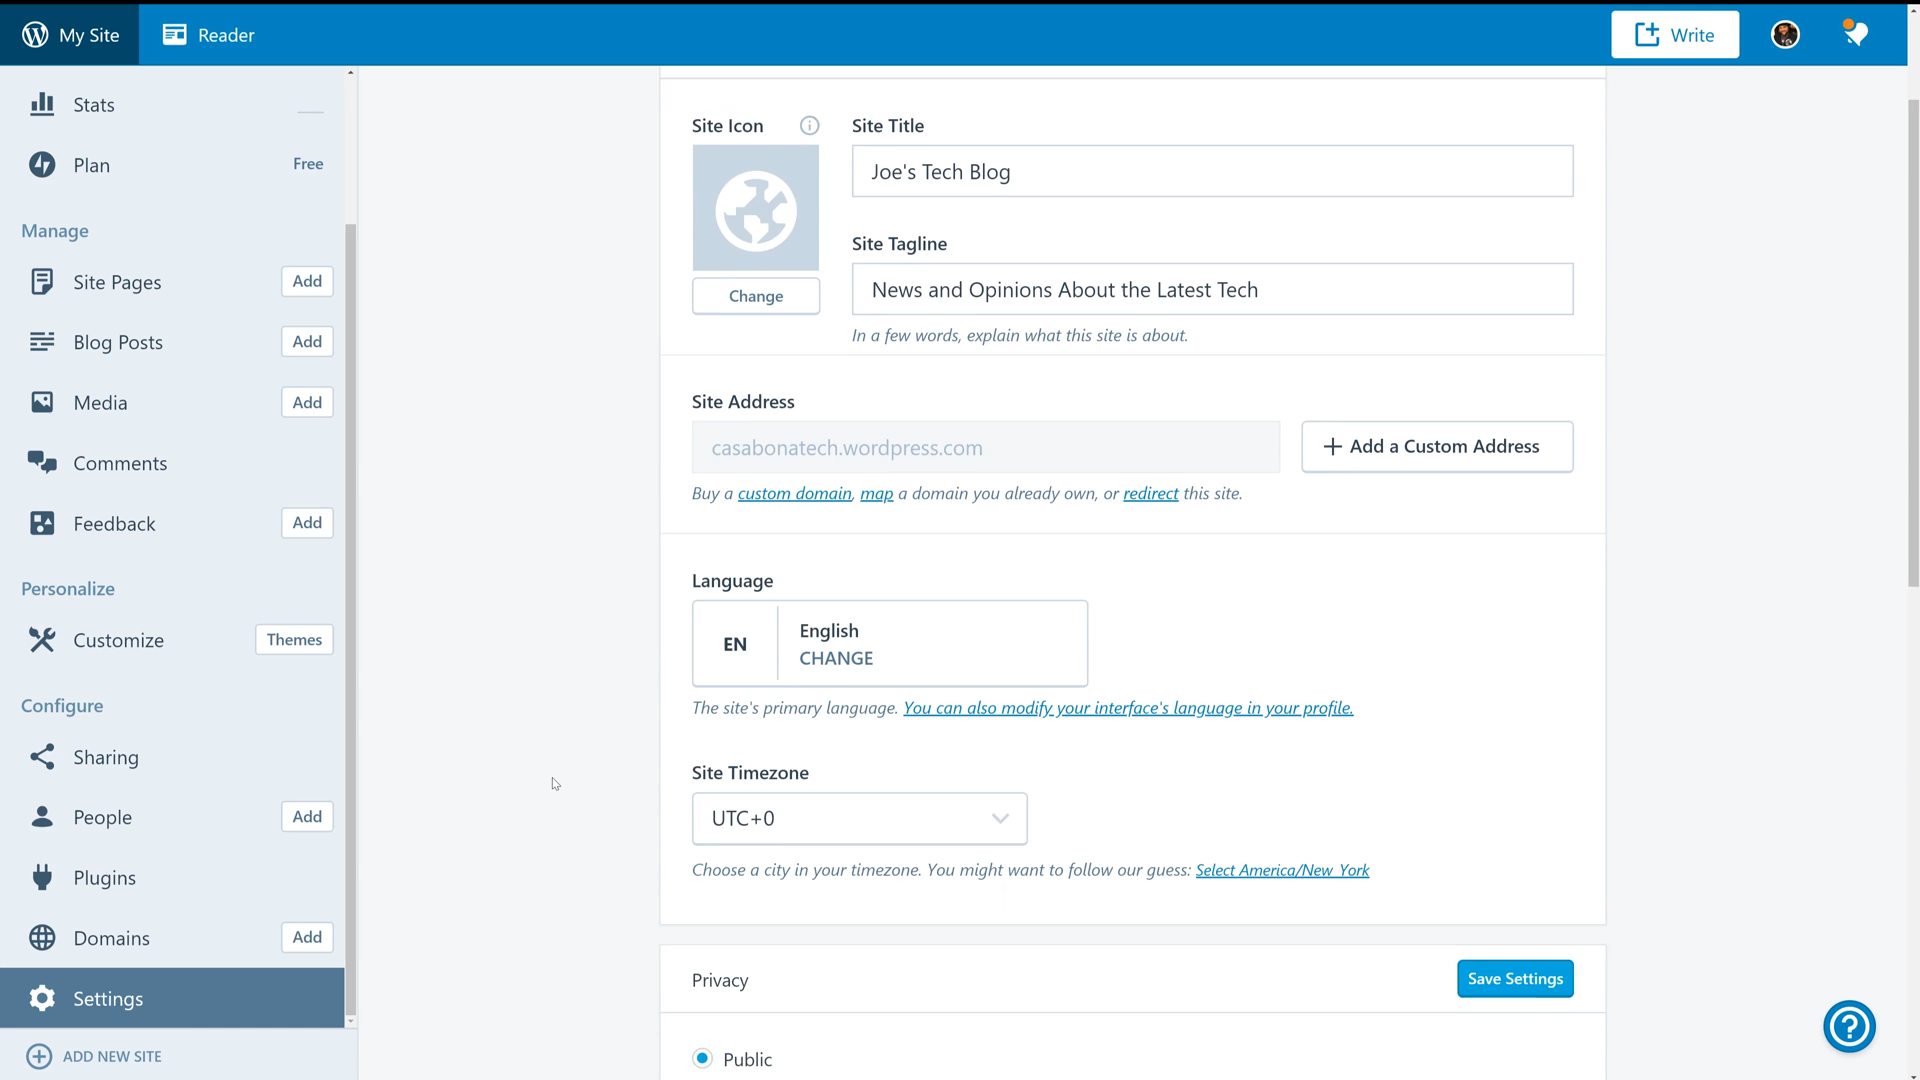 My Site
Reader
Write
Stats
Plan Free
Manage
Site Pages Add
Blog Posts Add
Media Add
Comments
Feedback Add
Personalize
Customize Themes
Configure
Sharing
People Add
Plugins
Domains Add
Settings
ADD NEW SITE
Site Icon
Change
Site Title
Joe's Tech Blog
Site Tagline
News and Opinions About the Latest Tech
In a few words, explain what this site is about.
Site Address
casabonatech.wordpress.com
Add a Custom Address
Buy a custom domain, map a domain you already own, or redirect this site.
Language
EN
English
CHANGE
The site's primary language. You can also modify your interface's language in your profile.
Site Timezone
UTC+0
Choose a city in your timezone. You might want to follow our guess: Select America/New York
Privacy
Save Settings
Public